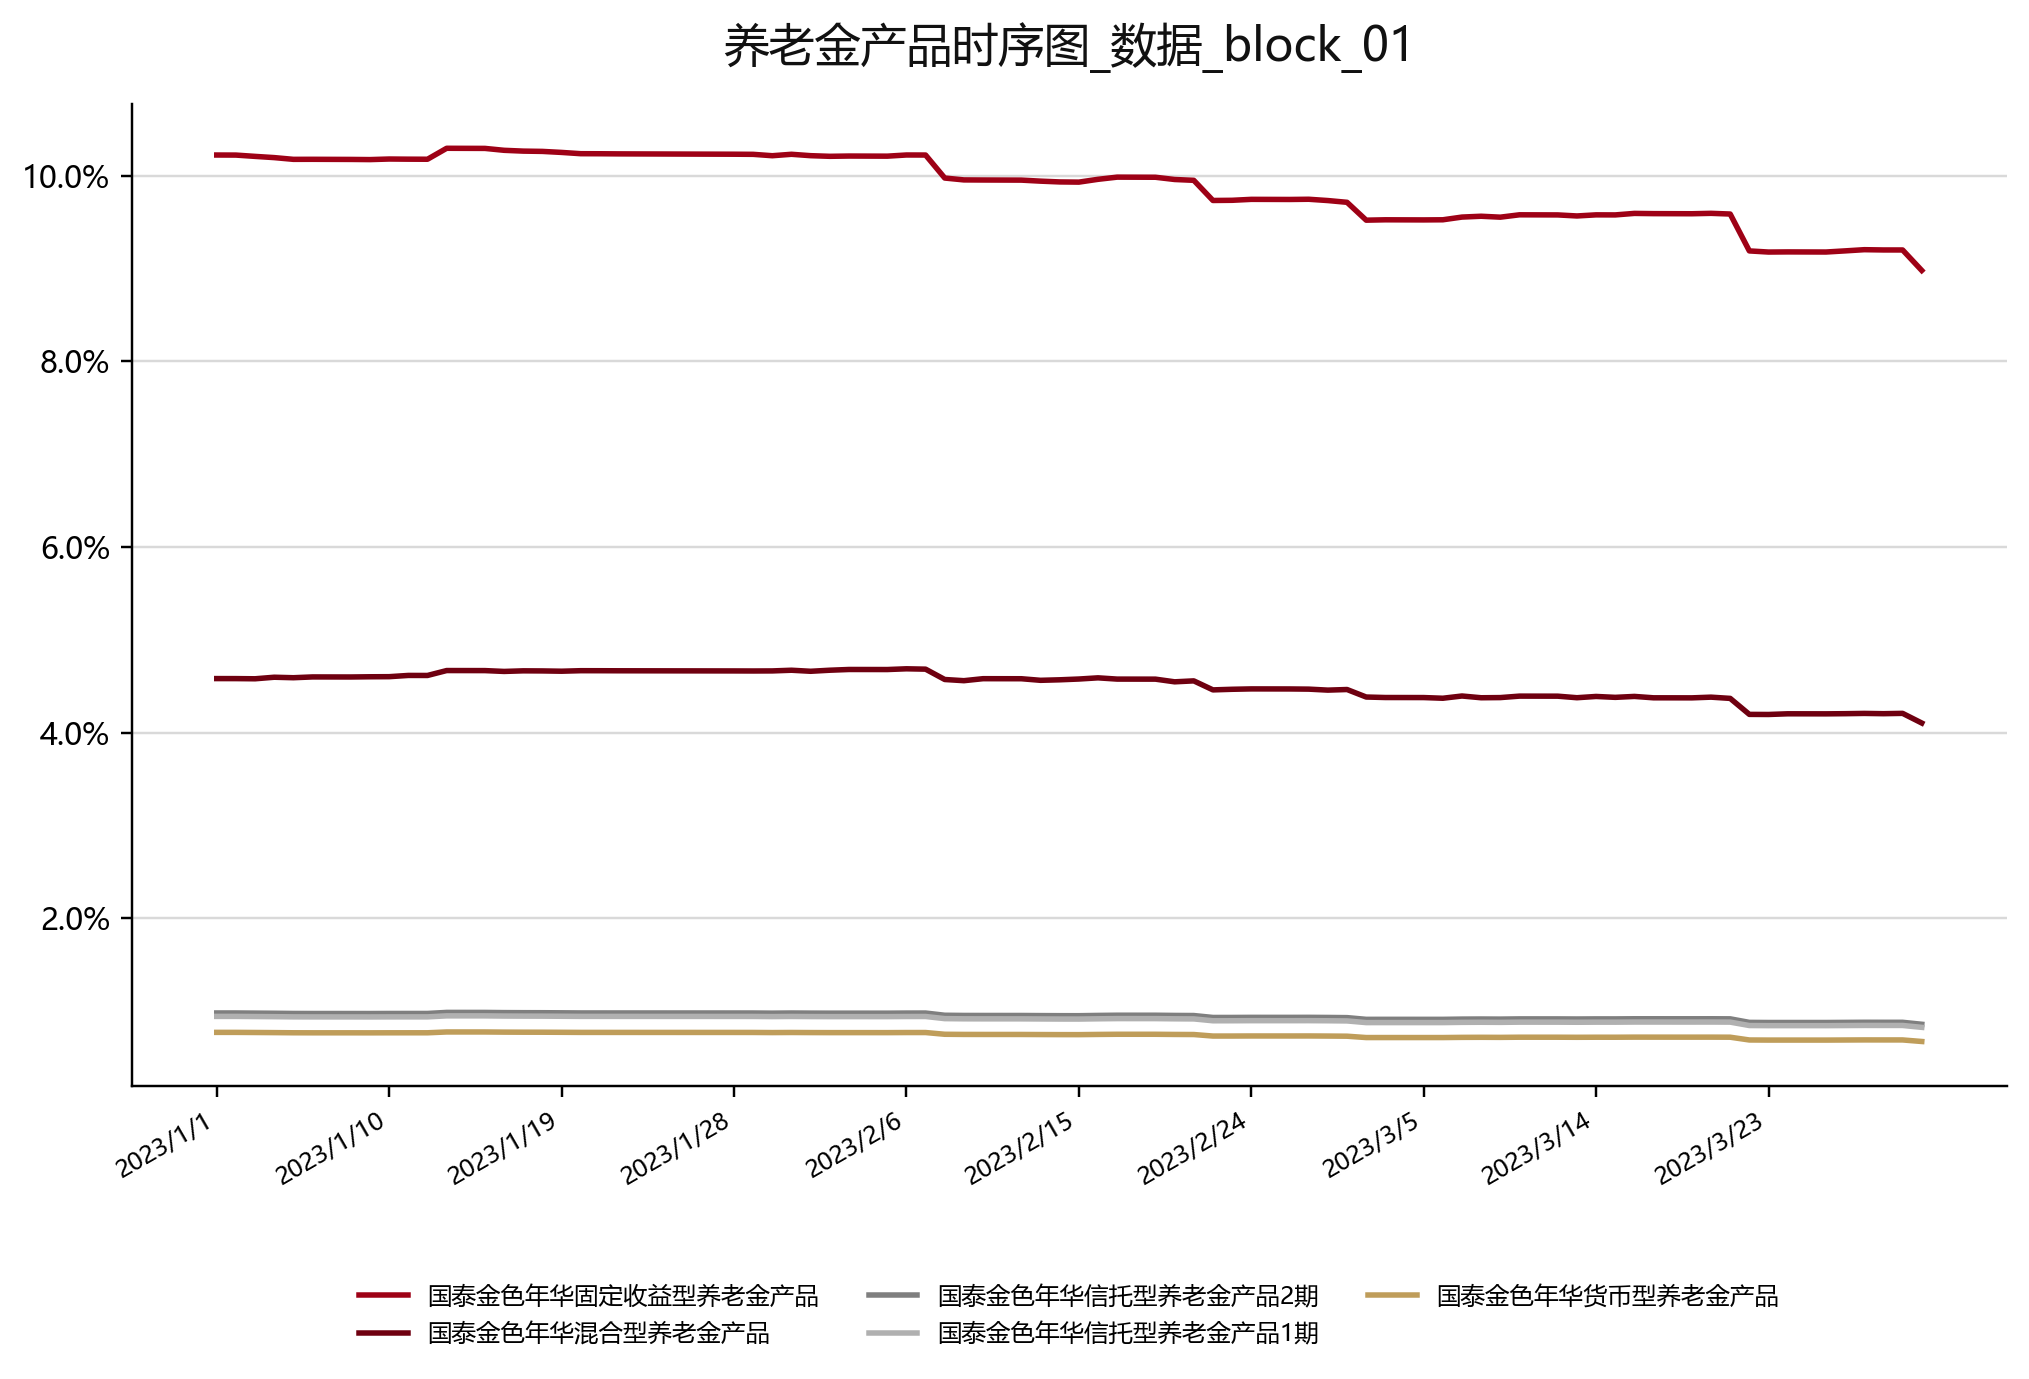 养老金产品时序图_数据_block_01
10.0%
8.0%
6.0%
4.0%
2.0%
2023/1/1
2023/1/10
2023/1/19
2023/1/28
2023/2/6
2023/2/15
2023/2/24
2023/3/5
2023/3/14
2023/3/23
国泰金色年华固定收益型养老金产品
国泰金色年华混合型养老金产品
国泰金色年华信托型养老金产品2期
国泰金色年华信托型养老金产品1期
国泰金色年华货币型养老金产品